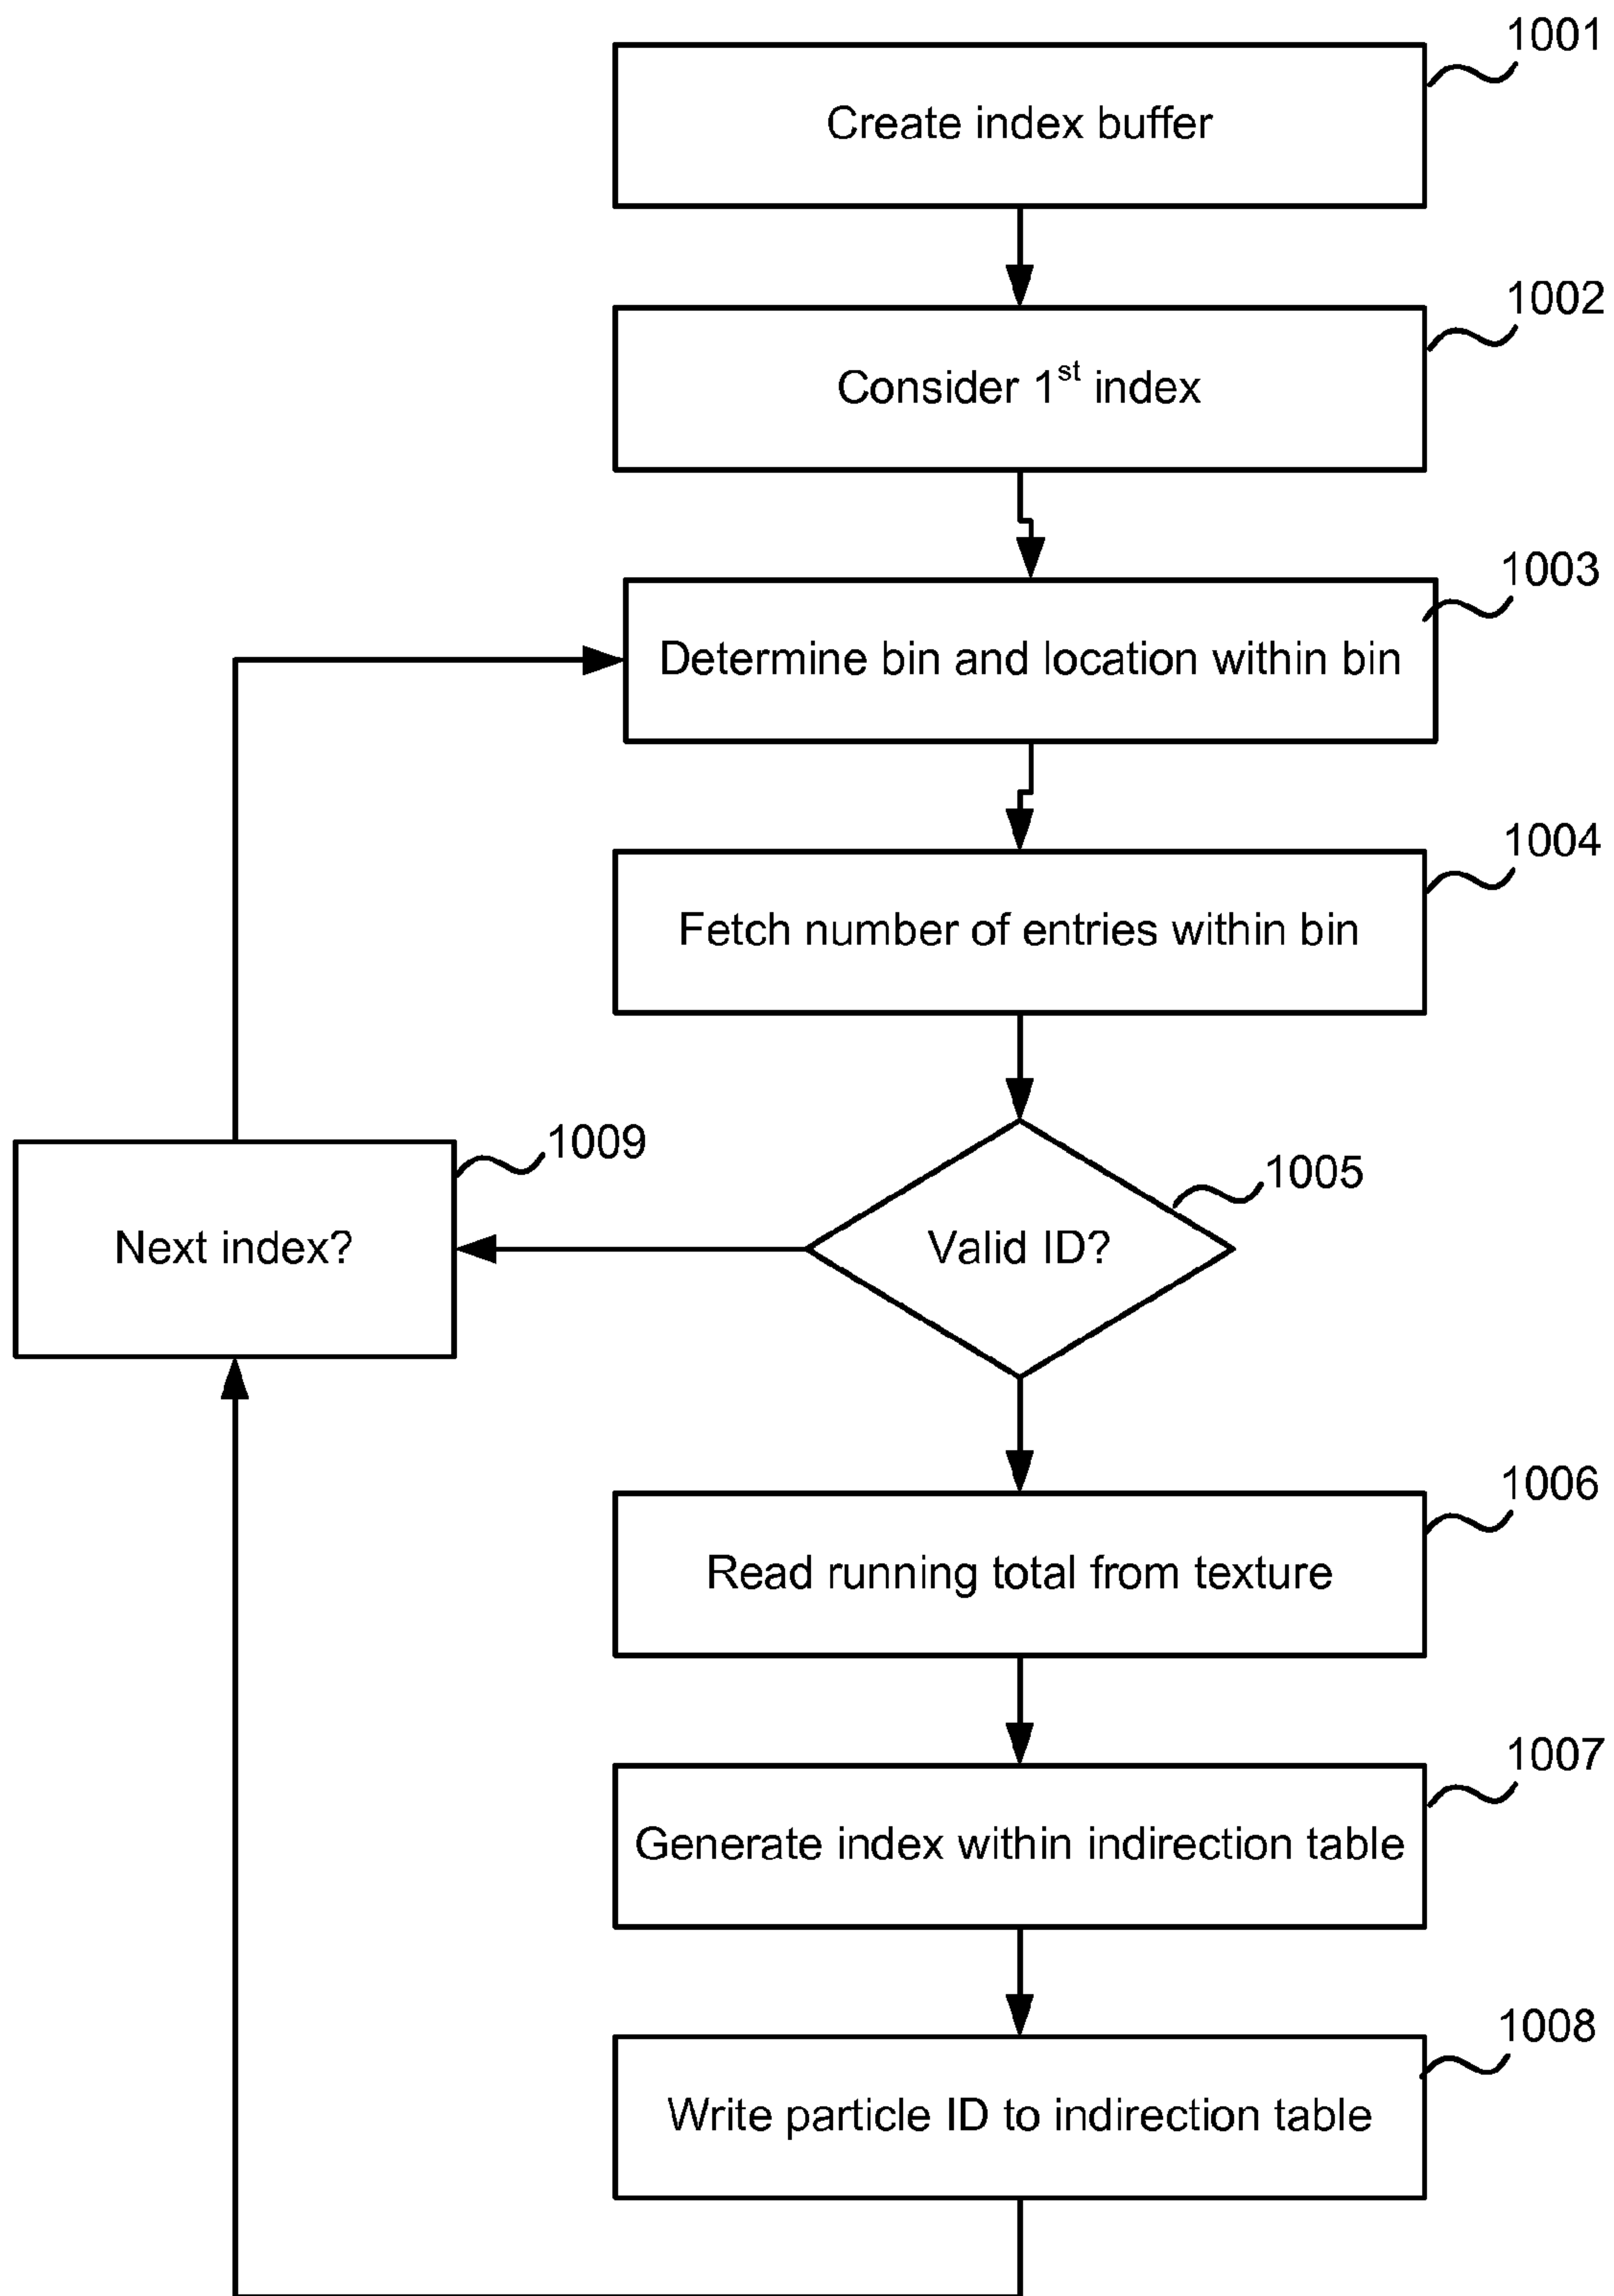 1001
Create index buffer
1002
Consider 1st index
1003
Determine bin and location within bin
1004
Fetch number of entries within bin
1009
1005
Next index?
Valid ID?
1006
Read running total from texture
1007
Generate index within indirection table
1008
Write particle ID to indirection table